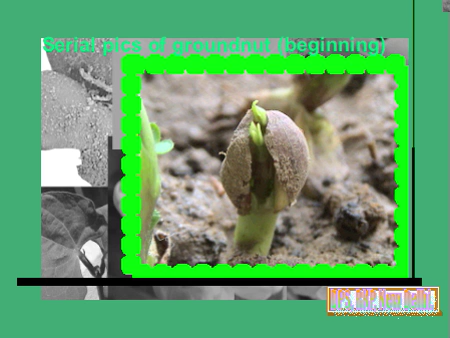 Serial pics of groundnut (beginning)
DPS, RKP New Delhi